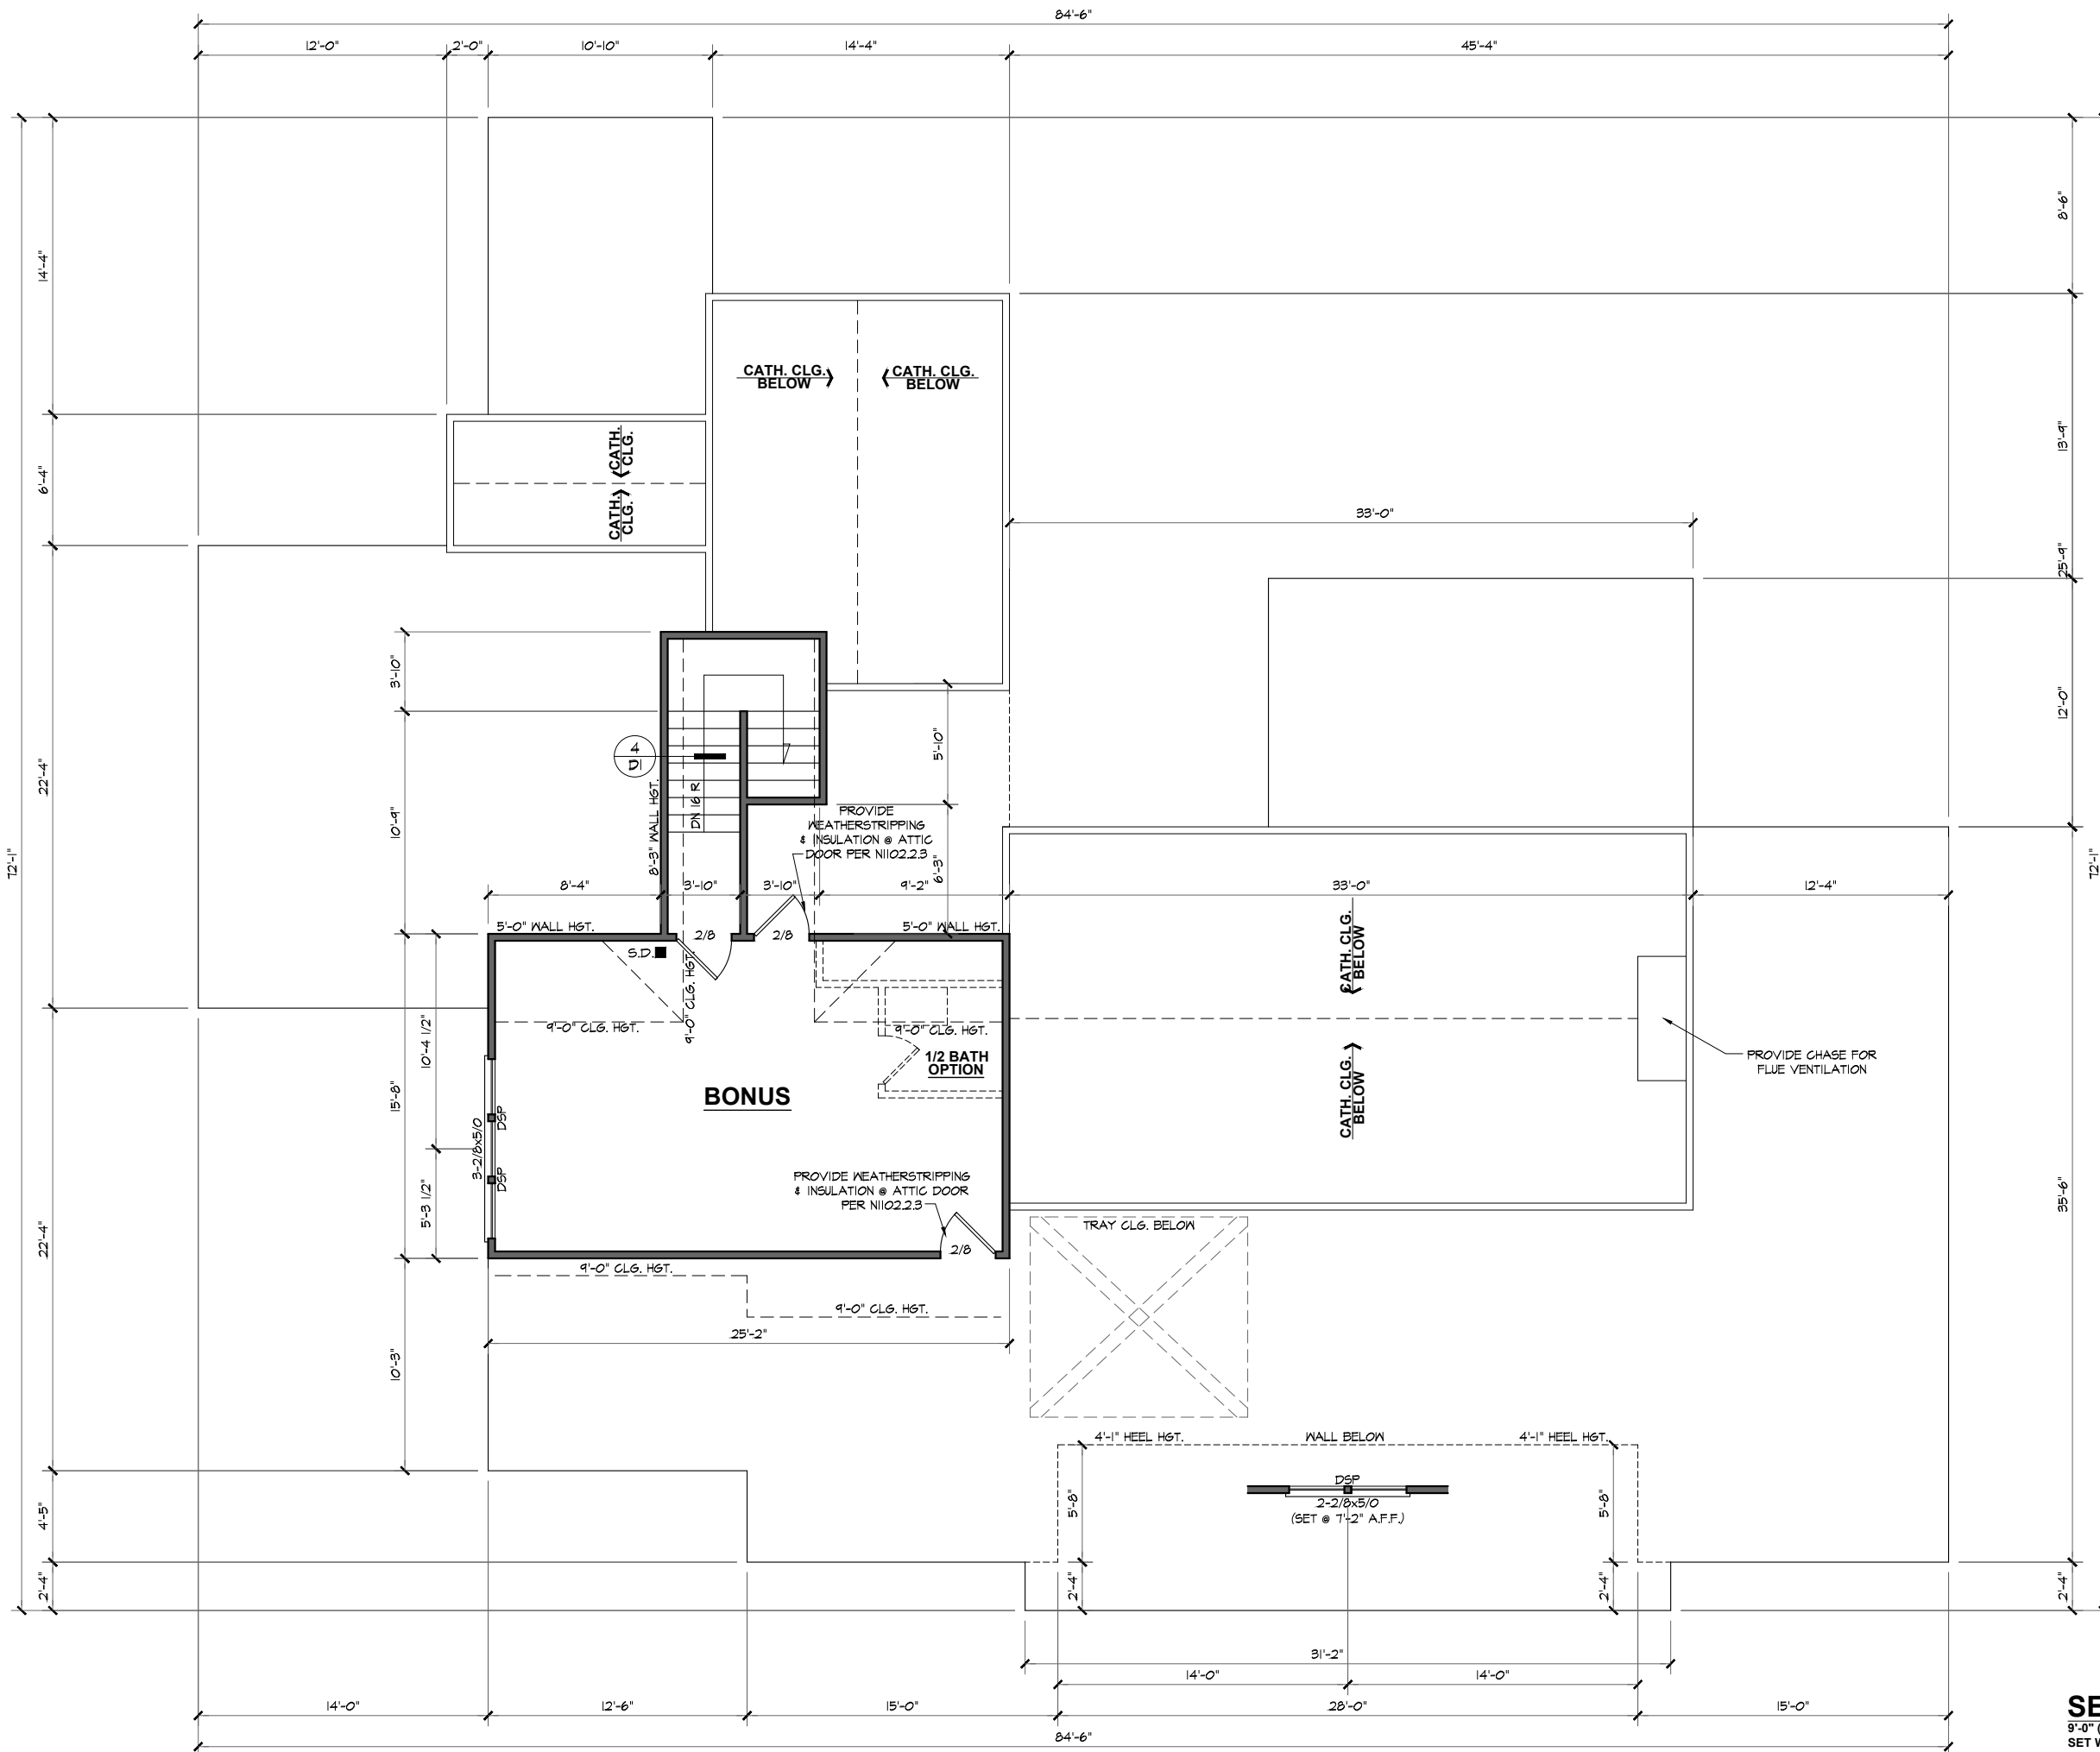 84'-6"
12'-0"
2'-0"
10'-10"
14'-4"
45'-4"
14'-4"
6'-4"
22'-4"
72'-1"
22'-4"
4'-5"
2'-4"
8'-6"
13'-9"
25'-9"
12'-0"
72'-1"
35'-6"
2'-4"
CATH. CLG.
BELOW
CATH. CLG.
BELOW
CATH.
CLG.
CATH.
CLG.
33'-0"
3'-10"
10'-9"
15'-8"
10'-3"
10'-4 1/2"
5'-3 1/2"
4
D1
8'-3" WALL HGT.
DN 16 R
5'-10"
6'-3"
PROVIDE
WEATHERSTRIPPING
& INSULATION @ ATTIC
DOOR PER N1102.2.3
8'-4"
3'-10"
3'-10"
9'-2"
33'-0"
12'-4"
5'-0" WALL HGT.
2/8
2/8
5'-0" WALL HGT.
S.D.
9'-0" CLG. HGT.
9'-0" CLG. HGT.
9'-0" CLG. HGT.
1/2 BATH
OPTION
BONUS
3-2/8x5/0
DSP
DSP
CATH. CLG.
BELOW
CATH. CLG.
BELOW
PROVIDE CHASE FOR
FLUE VENTILATION
PROVIDE WEATHERSTRIPPING
& INSULATION @ ATTIC DOOR
PER N1102.2.3
2/8
TRAY CLG. BELOW
9'-0" CLG. HGT.
9'-0" CLG. HGT.
25'-2"
4'-1" HEEL HGT.
WALL BELOW
4'-1" HEEL HGT.
5'-8"
2'-4"
DSP
2-2/8x5/0
(SET @ 7'-2" A.F.F.)
5'-8"
2'-4"
31'-2"
14'-0"
14'-0"
14'-0"
12'-6"
15'-0"
28'-0"
15'-0"
84'-6"
SE
9'-0" (
SET